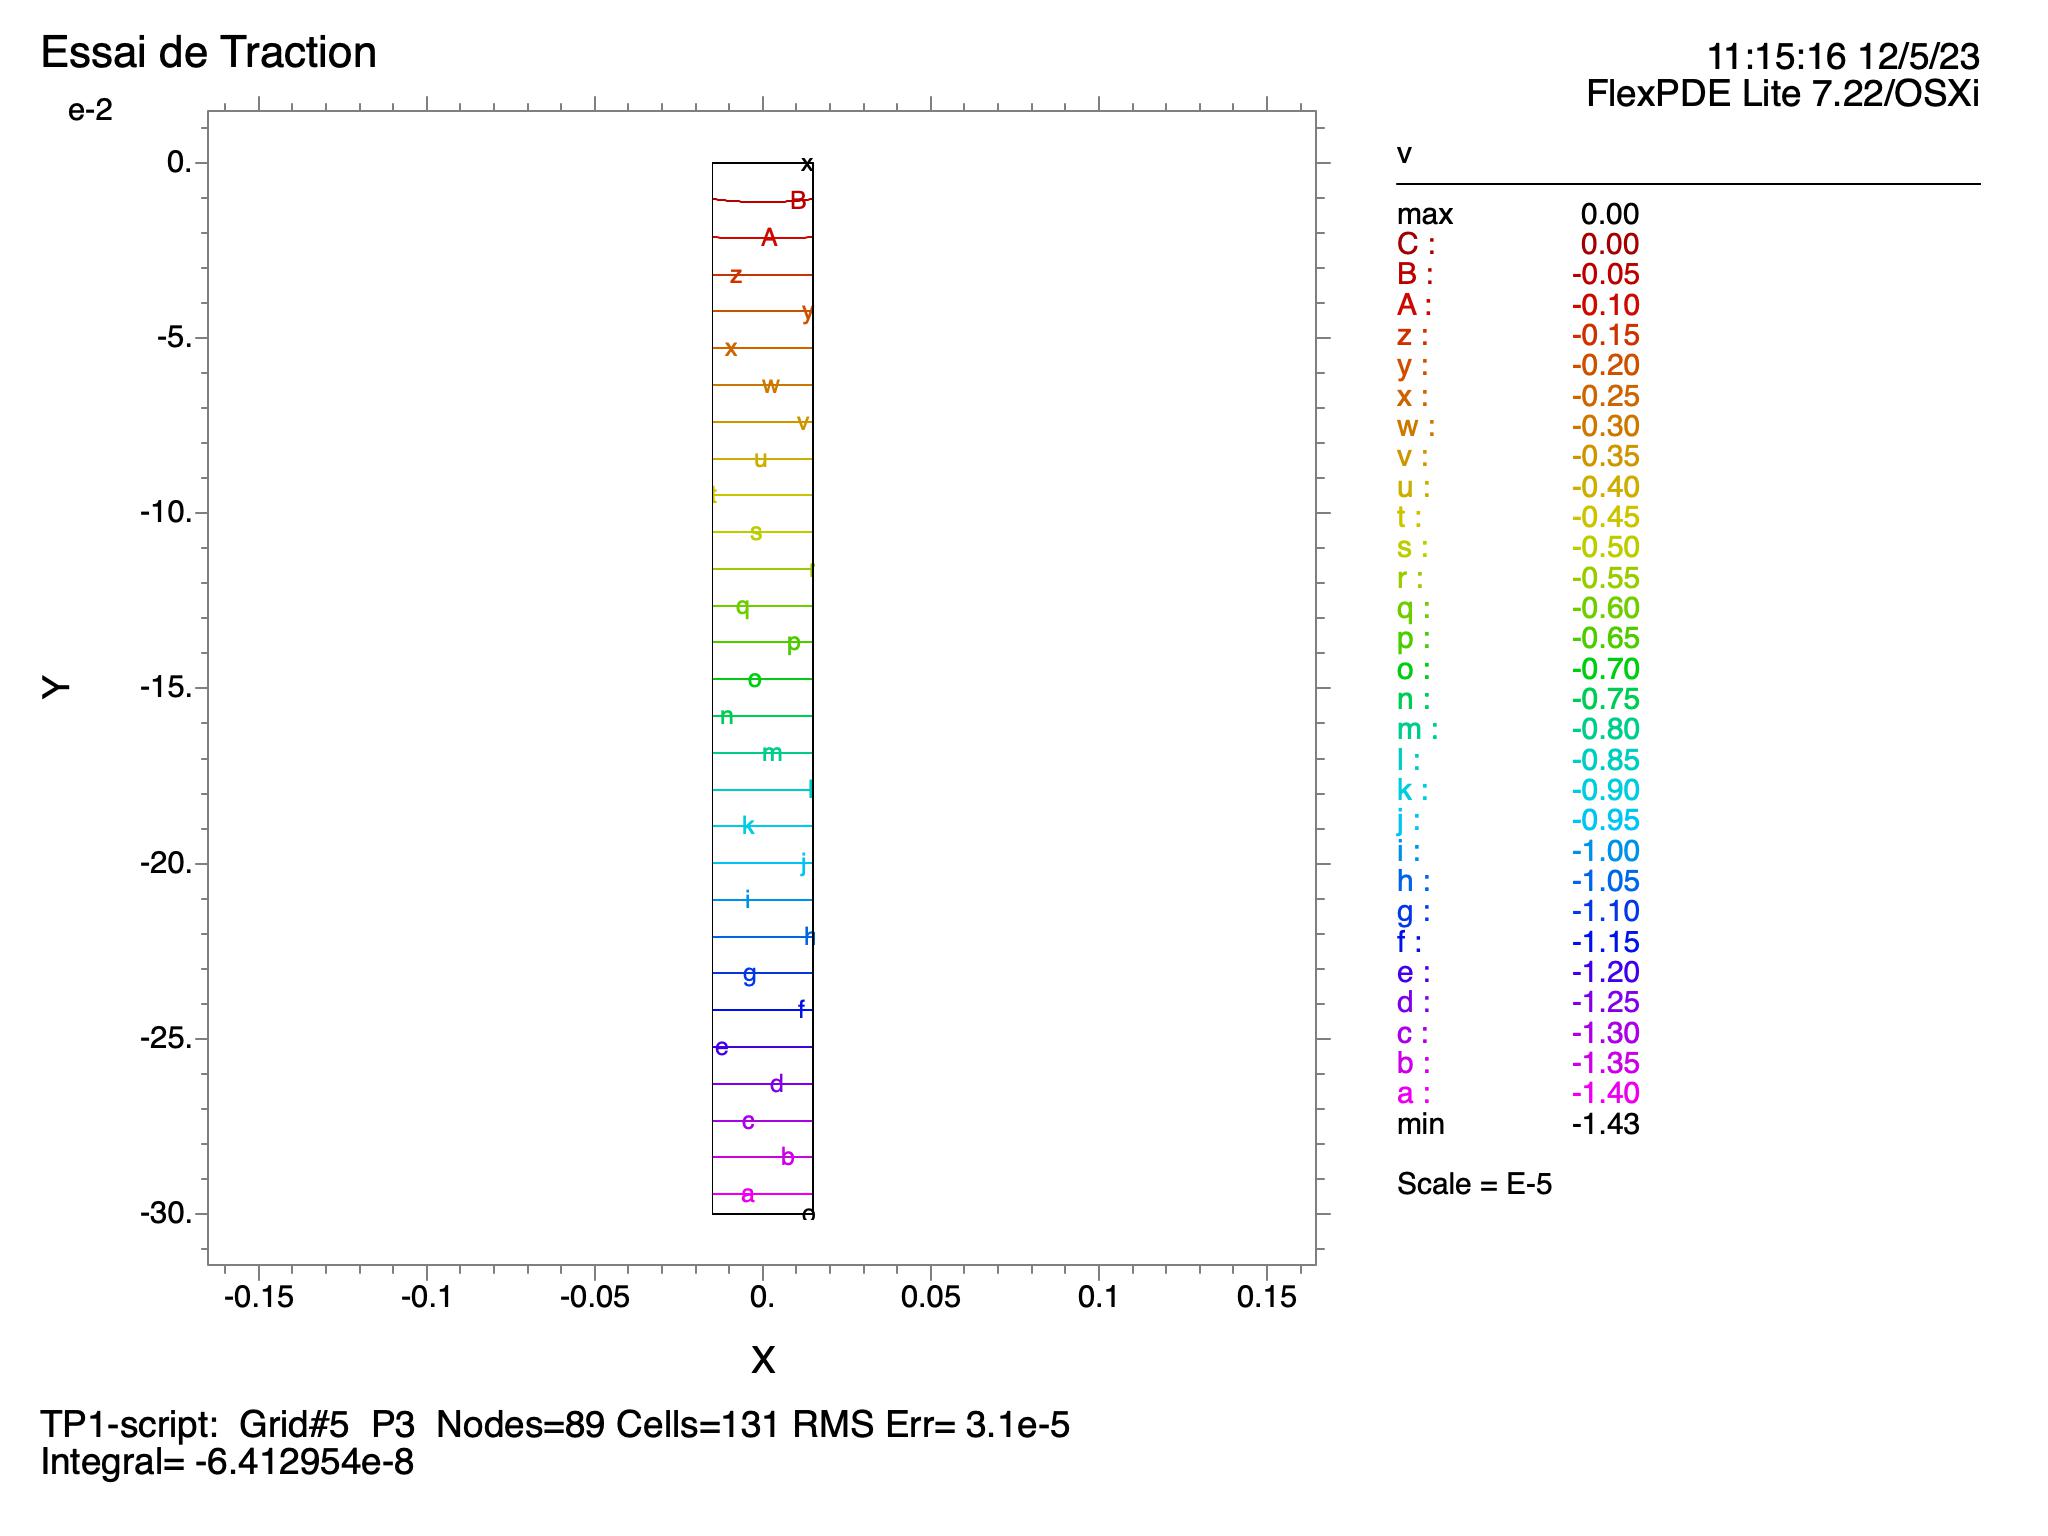 Essai de Traction
11:15:16 12/5/23
FlexPDE Lite 7.22/OSXi
e-2
v
max 0.00
C : 0.00
B : -0.05
A : -0.10
z : -0.15
y : -0.20
x : -0.25
w : -0.30
v : -0.35
u : -0.40
t : -0.45
s : -0.50
r : -0.55
q : -0.60
p : -0.65
o : -0.70
n : -0.75
m : -0.80
l : -0.85
k : -0.90
j : -0.95
i : -1.00
h : -1.05
g : -1.10
f : -1.15
e : -1.20
d : -1.25
c : -1.30
b : -1.35
a : -1.40
min -1.43
Scale = E-5
0.
-5.
-10.
-15.
-20.
-25.
-30.
Y
x
B
A
z
y
x
w
v
u
t
s
r
q
p
o
n
m
l
k
j
i
h
g
f
e
d
c
b
a
o
-0.15 -0.1 -0.05 0. 0.05 0.1 0.15
X
TP1-script: Grid#5 P3 Nodes=89 Cells=131 RMS Err= 3.1e-5
Integral= -6.412954e-8